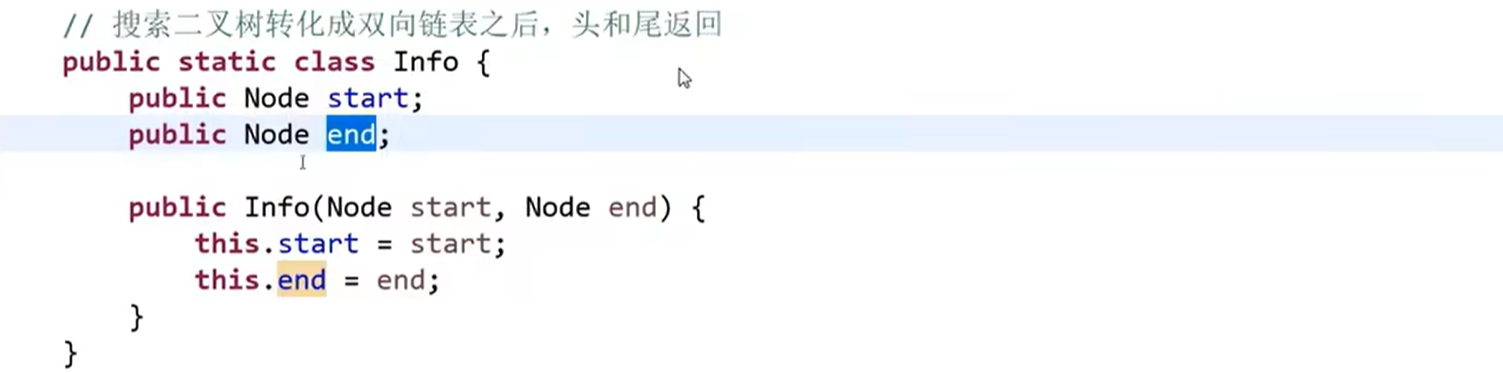 // 搜索二叉树转化成双向链表之后，头和尾返回
public static class Info {
    public Node start;
    public Node end;

    public Info(Node start, Node end) {
        this.start = start;
        this.end = end;
    }
}